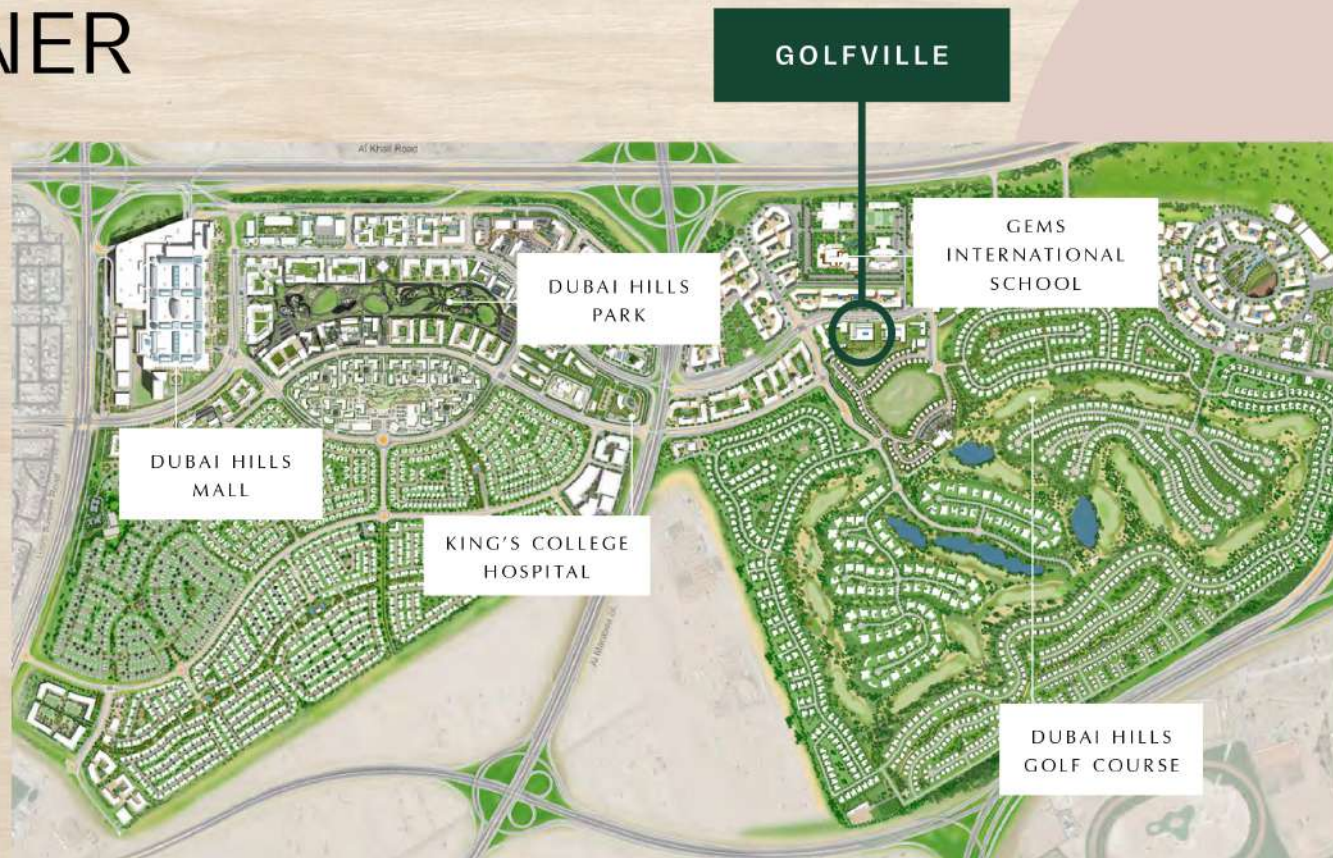 NER
GOLFVILLE
Al Khail Road
GEMS
INTERNATIONAL
SCHOOL
DUBAI HILLS
PARK
DUBAI HILLS
MALL
KING'S COLLEGE
HOSPITAL
DUBAI HILLS
GOLF COURSE